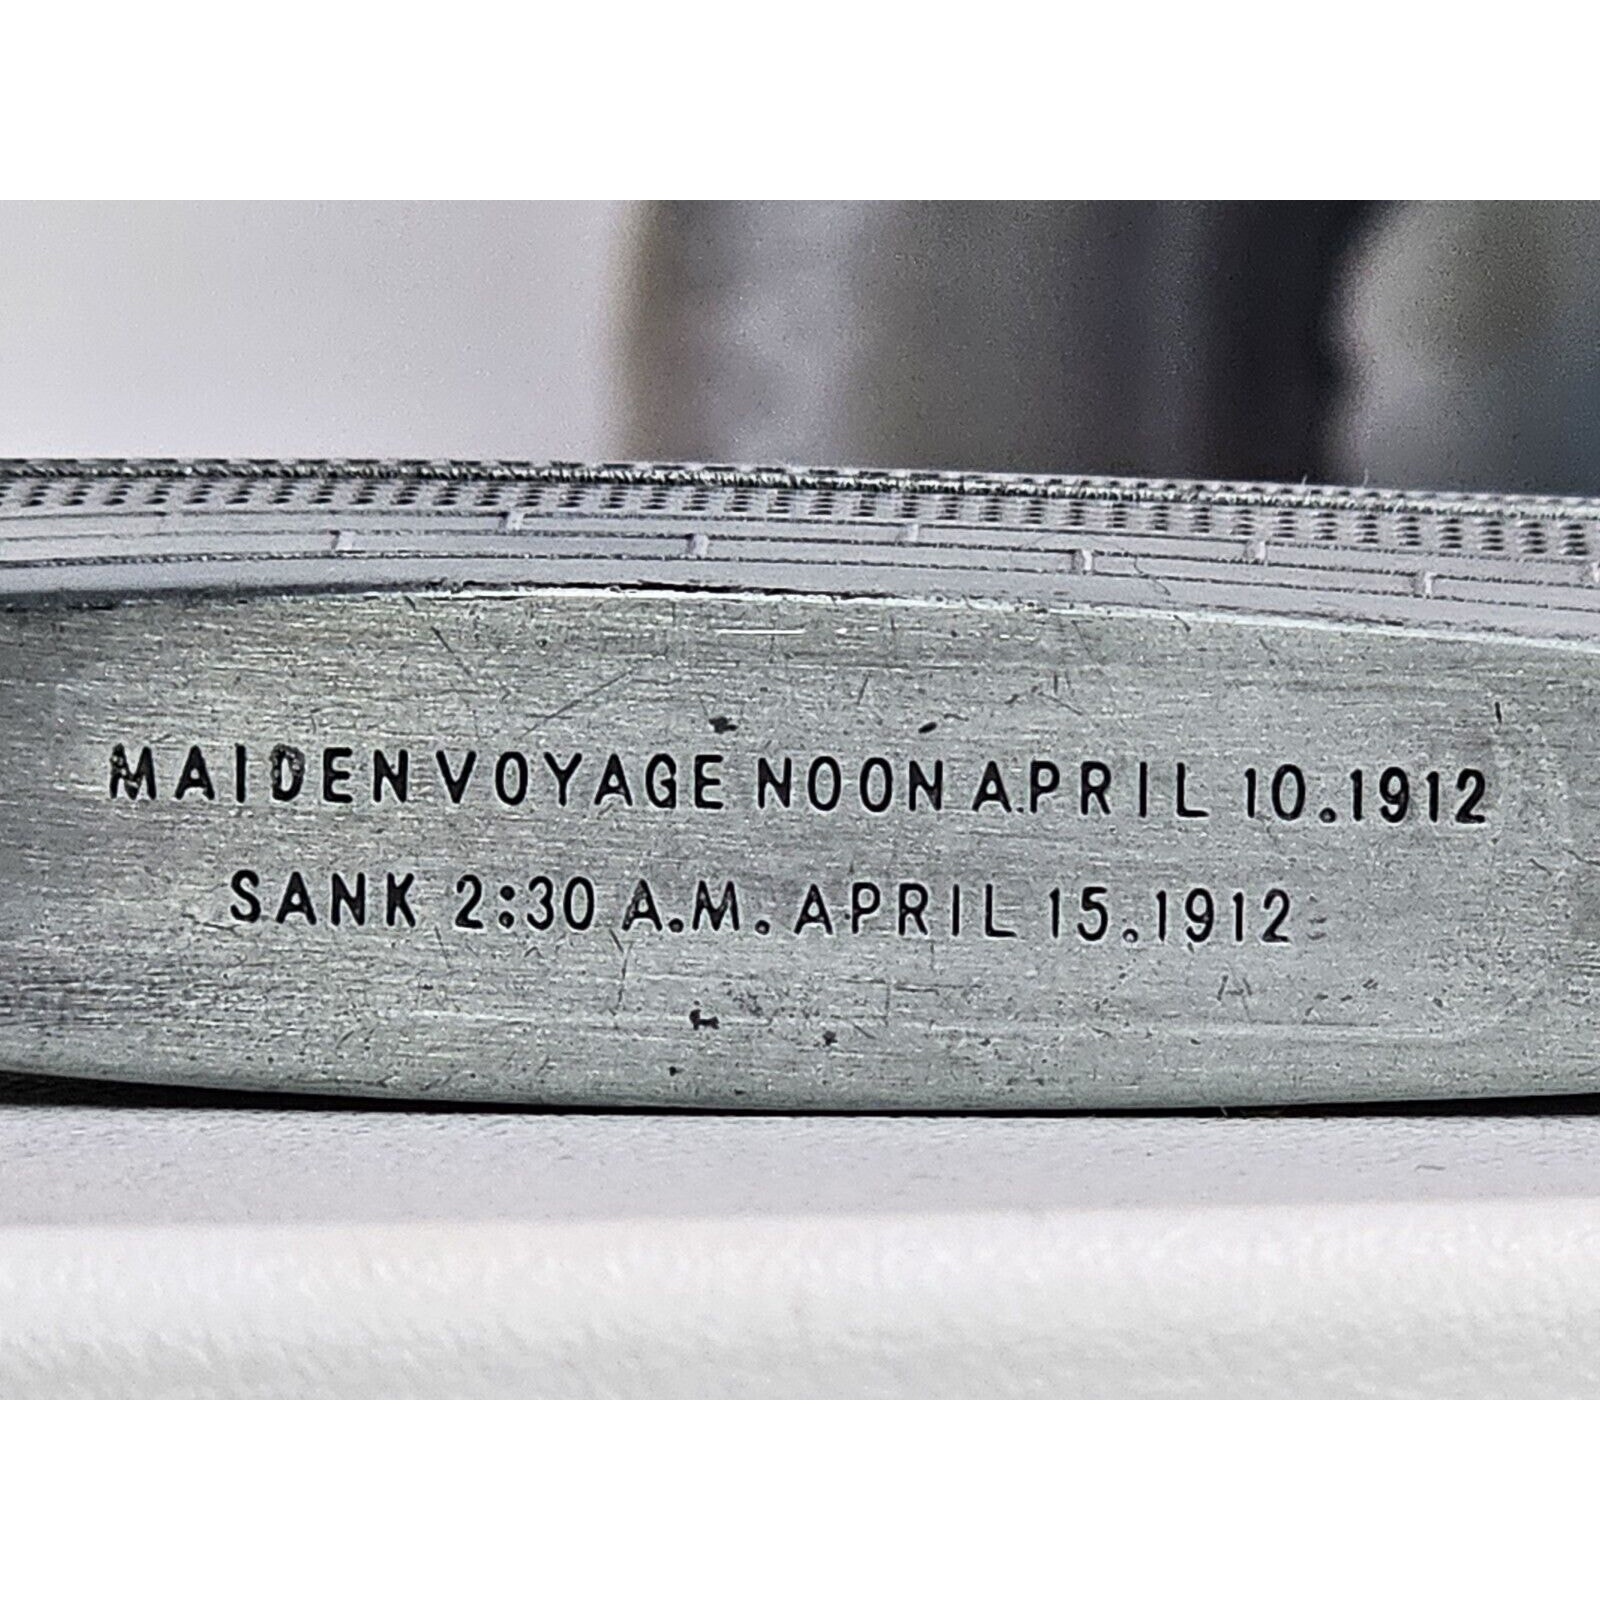 MAIDEN VOYAGE NOON APRIL 10.1912
SANK 2:30 A.M. APRIL 15.1912